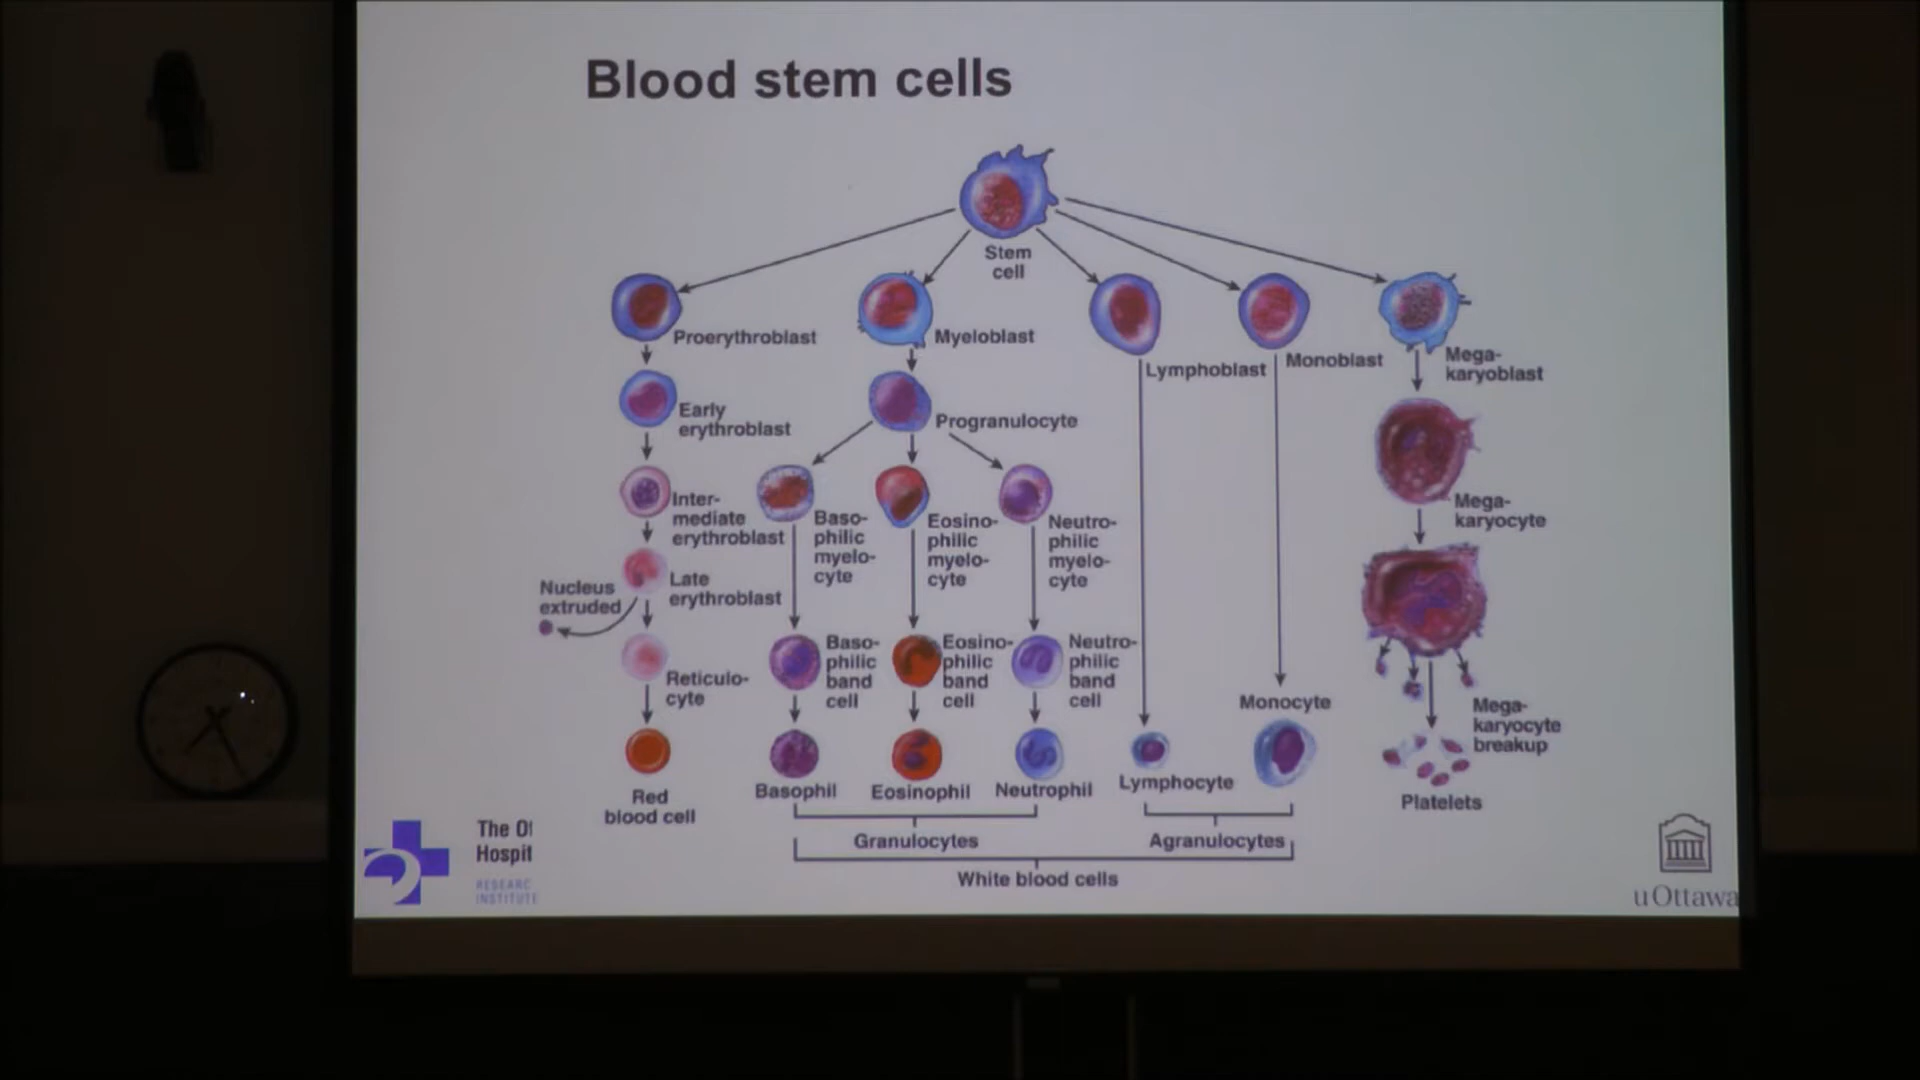 Blood stem cells
Stem
cell
Proerythroblast
Myeloblast
Lymphoblast
Monoblast
Mega-
karyoblast
Early
erythroblast
Progranulocyte
Inter-
mediate
erythroblast
Baso-
philic
myelo-
cyte
Eosino-
philic
myelo-
cyte
Neutro-
philic
myelo-
cyte
Mega-
karyocyte
Nucleus
extruded
Late
erythroblast
Reticulo-
cyte
Baso-
philic
band
cell
Eosino-
philic
band
cell
Neutro-
philic
band
cell
Monocyte
Mega-
karyocyte
breakup
Red
blood cell
Basophil
Eosinophil
Neutrophil
Lymphocyte
Platelets
Granulocytes
Agranulocytes
White blood cells
The
RESEARC
INSTITUTE
uOttawa